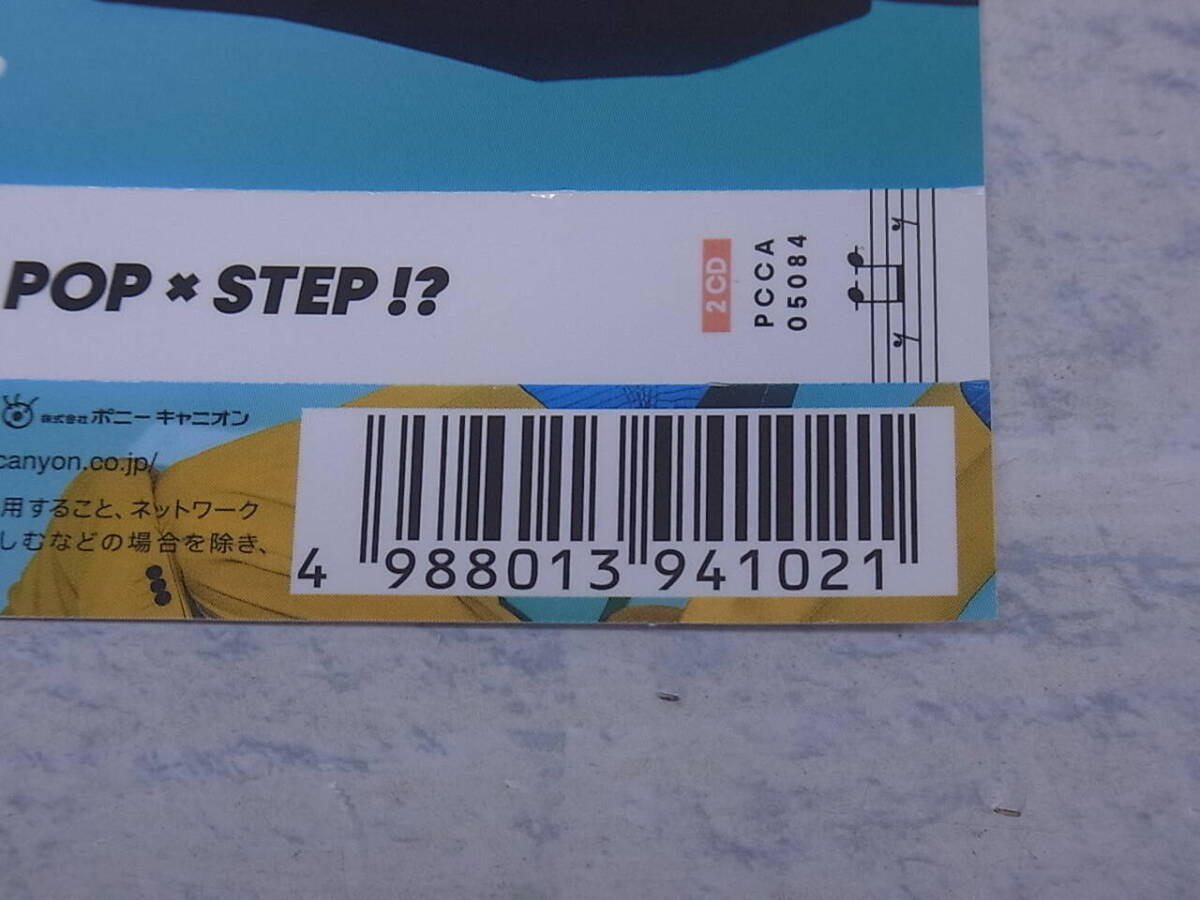 POP × STEP!?
2CD
PCCA
05084
株式会社ポニーキャニオン
canyon.co.jp/
用すること、ネットワーク
しむなどの場合を除き、
4 988013 941021